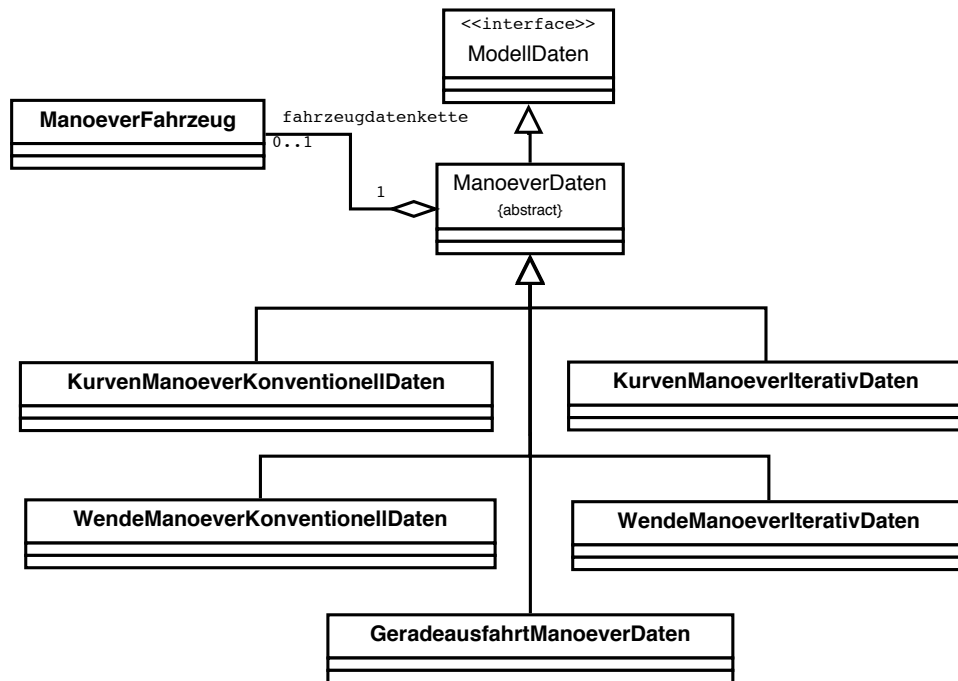 <<interface>>
ModellDaten
ManoeverFahrzeug
fahrzeugdatenkette
0..1
1
ManoeverDaten
{abstract}
KurvenManoeverKonventionellDaten
KurvenManoeverIterativDaten
WendeManoeverKonventionellDaten
WendeManoeverIterativDaten
GeradeausfahrtManoeverDaten